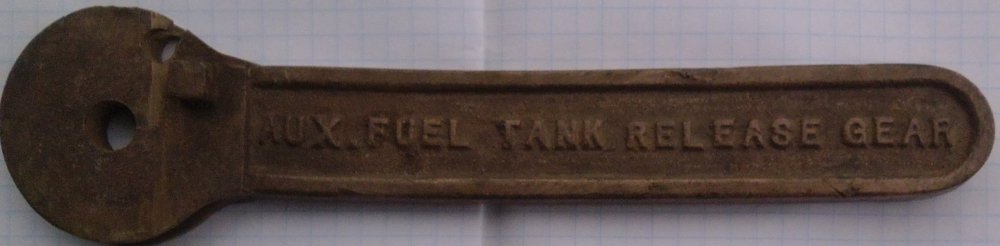 AUX. FUEL TANK RELEASE GEAR